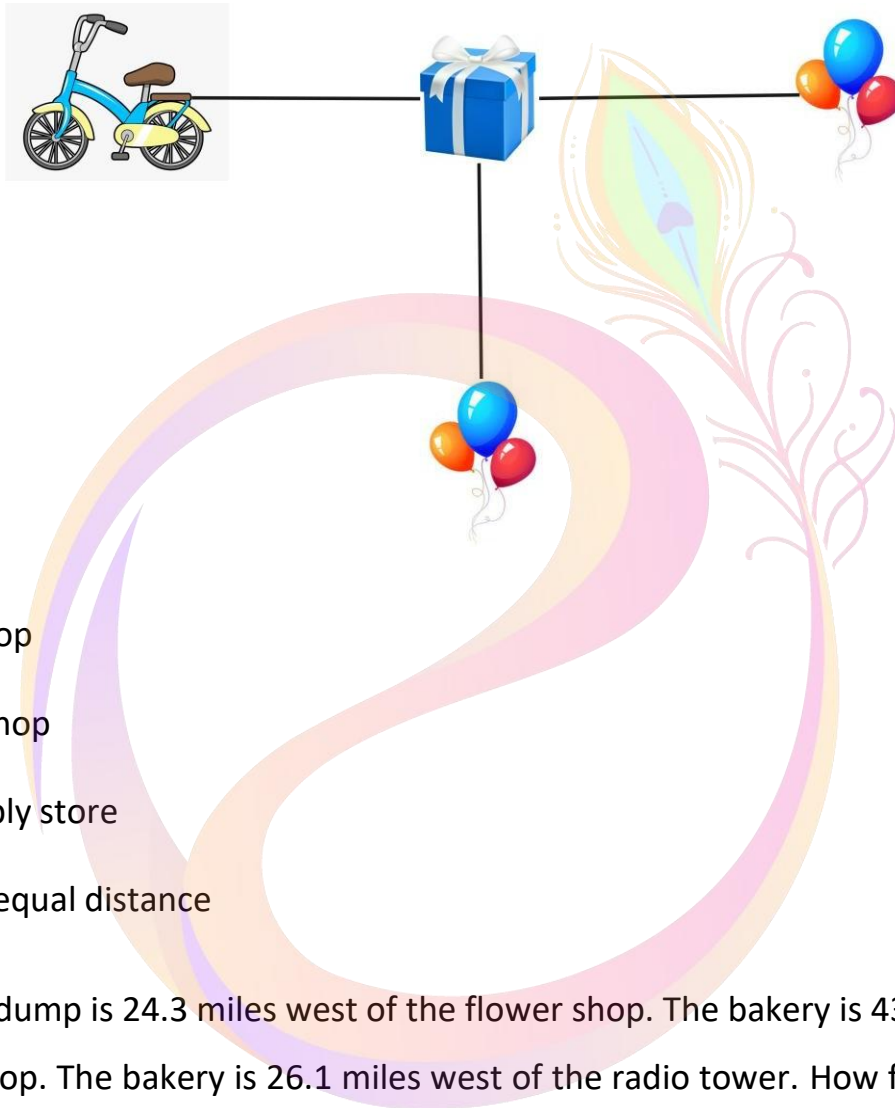 op
hop
ly store
equal distance
dump is 24.3 miles west of the flower shop. The bakery is 43
op. The bakery is 26.1 miles west of the radio tower. How f